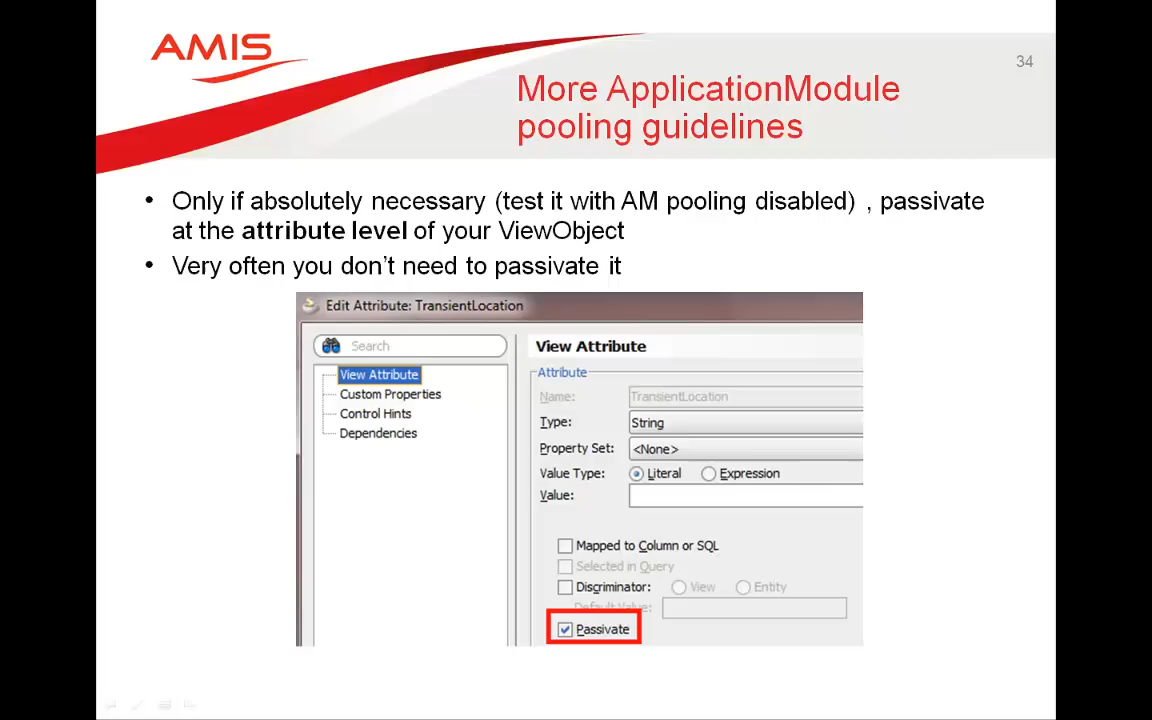 AMIS
34
More ApplicationModule
pooling guidelines
• Only if absolutely necessary (test it with AM pooling disabled) , passivate
at the attribute level of your ViewObject
• Very often you don't need to passivate it
Edit Attribute: TransientLocation
Search
View Attribute
Custom Properties
Control Hints
Dependencies
View Attribute
Attribute
Name: TransientLocation
Type: String
Property Set: <None>
Value Type: Literal Expression
Value:
Mapped to Column or SQL
Selected in Query
Discriminator: View Entity
Default Value:
Passivate